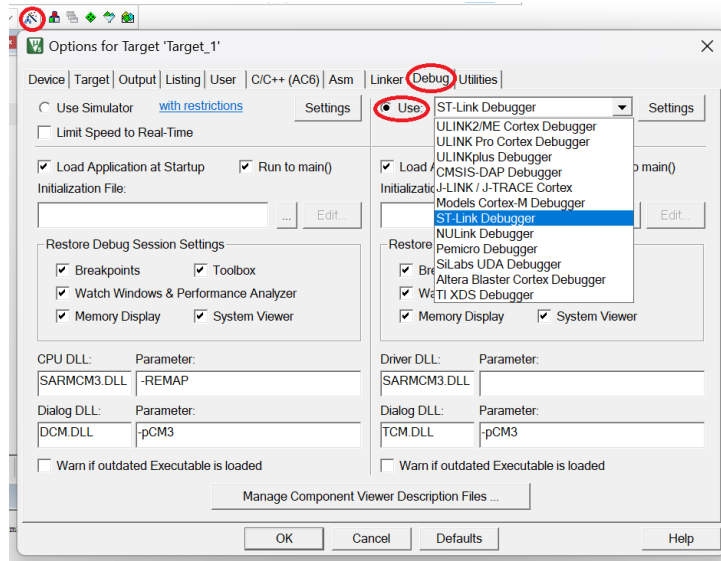 Options for Target 'Target_1'
Device Target Output Listing User C/C++ (AC6) Asm Linker Debug Utilities
Use Simulator with restrictions Settings
Use: ST-Link Debugger Settings
Limit Speed to Real-Time
ULINK2/ME Cortex Debugger
ULINK Pro Cortex Debugger
ULINKplus Debugger
CMSIS-DAP Debugger
J-LINK / J-TRACE Cortex
Models Cortex-M Debugger
ST-Link Debugger
NULink Debugger
Pemicro Debugger
SiLabs UDA Debugger
Altera Blaster Cortex Debugger
TI XDS Debugger
Load Application at Startup Run to main()
Load main()
Initialization File:
... Edit... Edit...
Restore Debug Session Settings
Restore
Breakpoints Toolbox
Watch Windows & Performance Analyzer
Memory Display System Viewer
Memory Display System Viewer
CPU DLL: Parameter:
SARMCM3.DLL -REMAP
Driver DLL: Parameter:
SARMCM3.DLL
Dialog DLL: Parameter:
DCM.DLL -pCM3
Dialog DLL: Parameter:
TCM.DLL -pCM3
Warn if outdated Executable is loaded
Warn if outdated Executable is loaded
Manage Component Viewer Description Files ...
OK Cancel Defaults Help